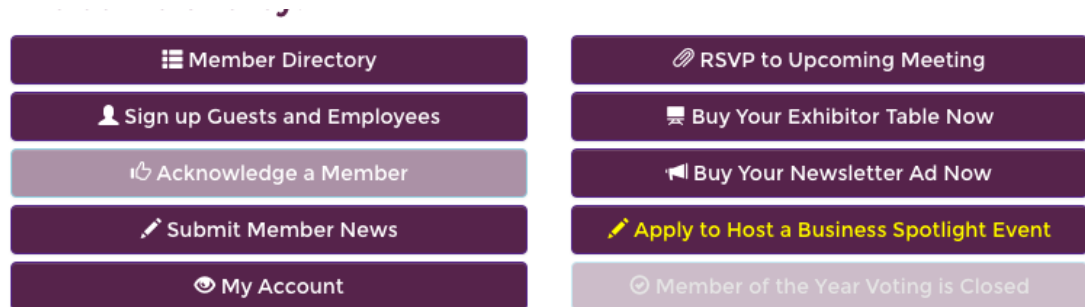 Member Directory
RSVP to Upcoming Meeting
Sign up Guests and Employees
Buy Your Exhibitor Table Now
Acknowledge a Member
Buy Your Newsletter Ad Now
Submit Member News
Apply to Host a Business Spotlight Event
My Account
Member of the Year Voting is Closed